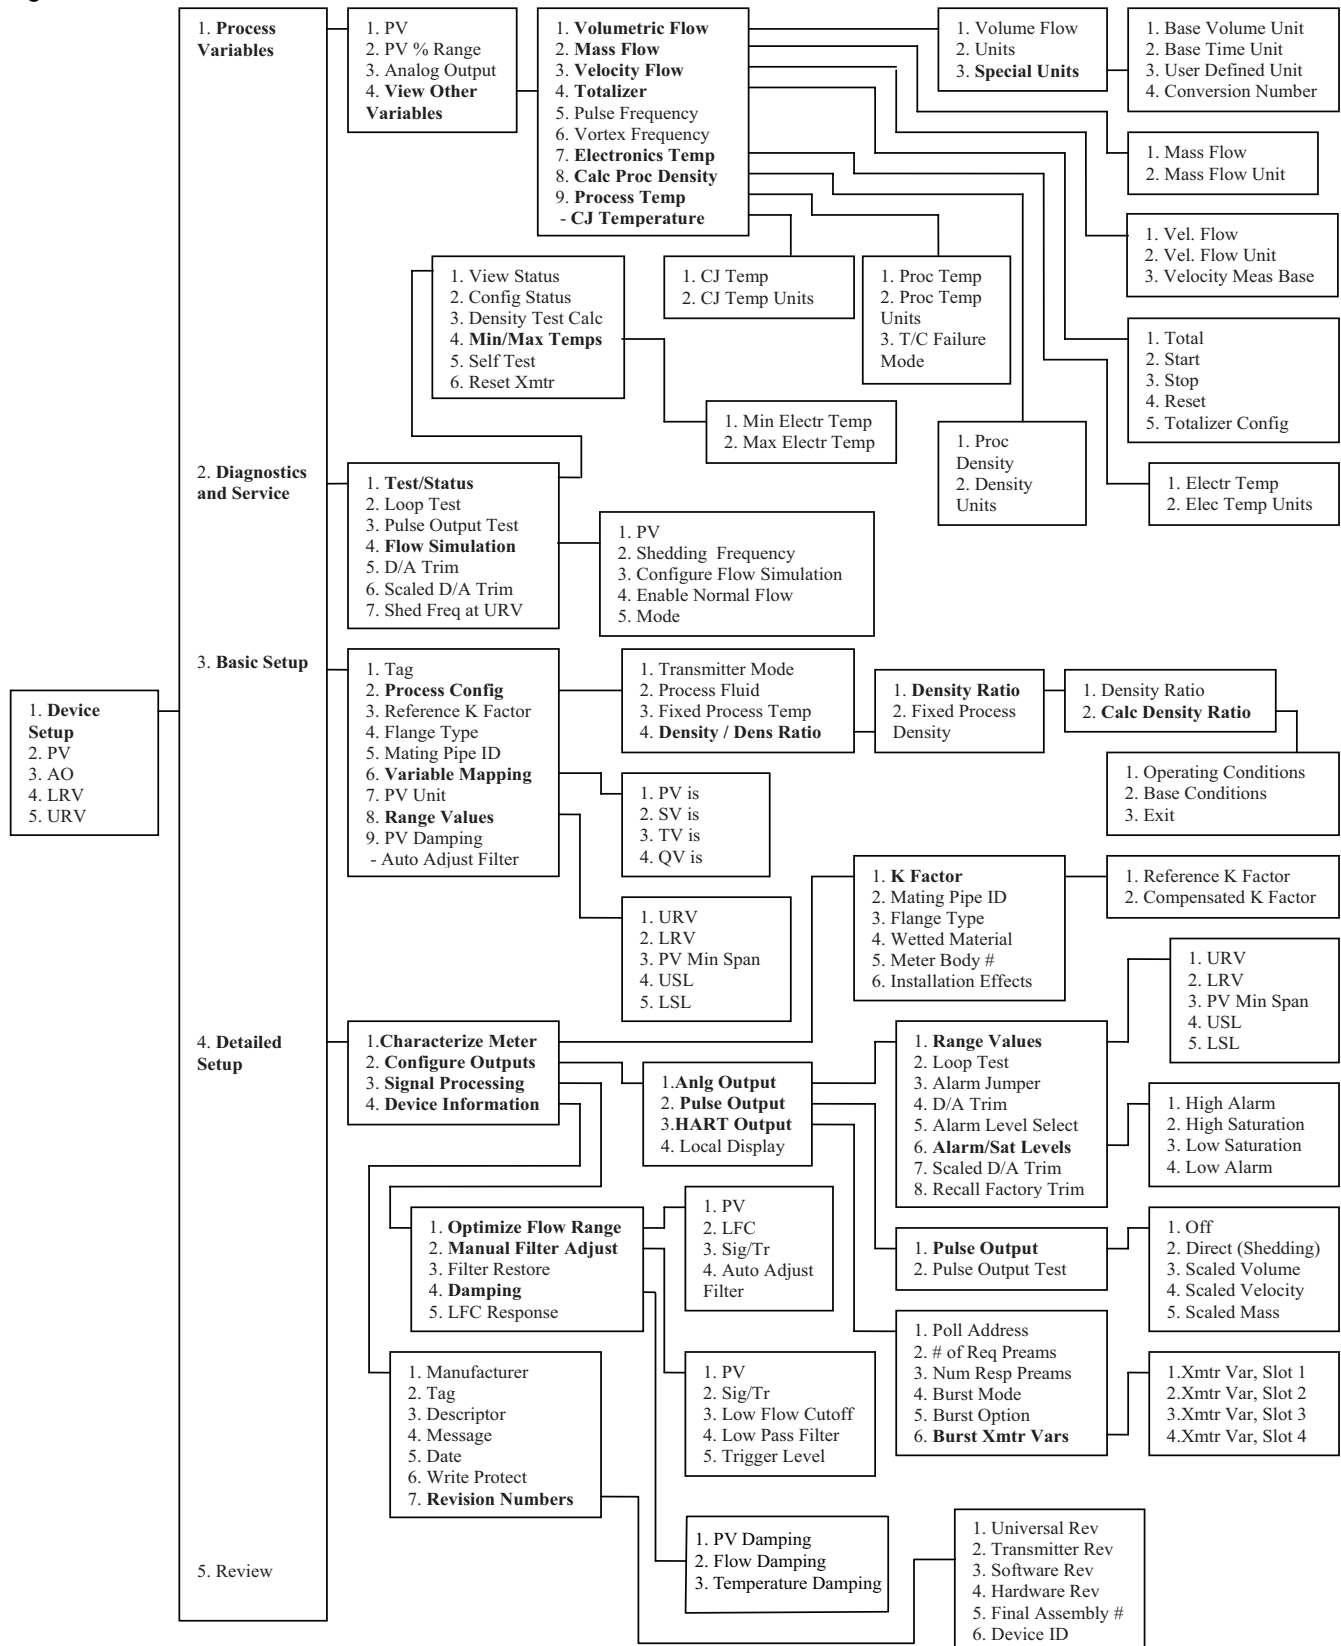 1. Device
Setup
2. PV
3. AO
4. LRV
5. URV
1. Process
Variables
2. Diagnostics
and Service
3. Basic Setup
4. Detailed
Setup
5. Review
1. PV
2. PV % Range
3. Analog Output
4. View Other
Variables
1. Volumetric Flow
2. Mass Flow
3. Velocity Flow
4. Totalizer
5. Pulse Frequency
6. Vortex Frequency
7. Electronics Temp
8. Calc Proc Density
9. Process Temp
- CJ Temperature
1. Volume Flow
2. Units
3. Special Units
1. Base Volume Unit
2. Base Time Unit
3. User Defined Unit
4. Conversion Number
1. Mass Flow
2. Mass Flow Unit
1. Vel. Flow
2. Vel. Flow Unit
3. Velocity Meas Base
1. Total
2. Start
3. Stop
4. Reset
5. Totalizer Config
1. Electr Temp
2. Elec Temp Units
1. Proc
Density
2. Density
Units
1. Proc Temp
2. Proc Temp
Units
3. T/C Failure
Mode
1. CJ Temp
2. CJ Temp Units
1. View Status
2. Config Status
3. Density Test Calc
4. Min/Max Temps
5. Self Test
6. Reset Xmtr
1. Min Electr Temp
2. Max Electr Temp
1. Test/Status
2. Loop Test
3. Pulse Output Test
4. Flow Simulation
5. D/A Trim
6. Scaled D/A Trim
7. Shed Freq at URV
1. PV
2. Shedding Frequency
3. Configure Flow Simulation
4. Enable Normal Flow
5. Mode
1. Tag
2. Process Config
3. Reference K Factor
4. Flange Type
5. Mating Pipe ID
6. Variable Mapping
7. PV Unit
8. Range Values
9. PV Damping
- Auto Adjust Filter
1. Transmitter Mode
2. Process Fluid
3. Fixed Process Temp
4. Density / Dens Ratio
1. Density Ratio
2. Fixed Process
Density
1. Density Ratio
2. Calc Density Ratio
1. Operating Conditions
2. Base Conditions
3. Exit
1. PV is
2. SV is
3. TV is
4. QV is
1. URV
2. LRV
3. PV Min Span
4. USL
5. LSL
1.Characterize Meter
2. Configure Outputs
3. Signal Processing
4. Device Information
1. K Factor
2. Mating Pipe ID
3. Flange Type
4. Wetted Material
5. Meter Body #
6. Installation Effects
1. Reference K Factor
2. Compensated K Factor
1.Anlg Output
2. Pulse Output
3.HART Output
4. Local Display
1. Range Values
2. Loop Test
3. Alarm Jumper
4. D/A Trim
5. Alarm Level Select
6. Alarm/Sat Levels
7. Scaled D/A Trim
8. Recall Factory Trim
1. URV
2. LRV
3. PV Min Span
4. USL
5. LSL
1. High Alarm
2. High Saturation
3. Low Saturation
4. Low Alarm
1. Pulse Output
2. Pulse Output Test
1. Off
2. Direct (Shedding)
3. Scaled Volume
4. Scaled Velocity
5. Scaled Mass
1. Poll Address
2. # of Req Preams
3. Num Resp Preams
4. Burst Mode
5. Burst Option
6. Burst Xmtr Vars
1.Xmtr Var, Slot 1
2.Xmtr Var, Slot 2
3.Xmtr Var, Slot 3
4.Xmtr Var, Slot 4
1. Optimize Flow Range
2. Manual Filter Adjust
3. Filter Restore
4. Damping
5. LFC Response
1. PV
2. LFC
3. Sig/Tr
4. Auto Adjust
Filter
1. PV
2. Sig/Tr
3. Low Flow Cutoff
4. Low Pass Filter
5. Trigger Level
1. PV Damping
2. Flow Damping
3. Temperature Damping
1. Manufacturer
2. Tag
3. Descriptor
4. Message
5. Date
6. Write Protect
7. Revision Numbers
1. Universal Rev
2. Transmitter Rev
3. Software Rev
4. Hardware Rev
5. Final Assembly #
6. Device ID